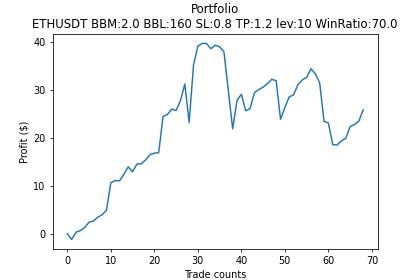 Portfolio
ETHUSDT BBM:2.0 BBL:160 SL:0.8 TP:1.2 lev:10 WinRatio:70.0
40
30
20
10
0
Profit ($)
0 10 20 30 40 50 60 70
Trade counts